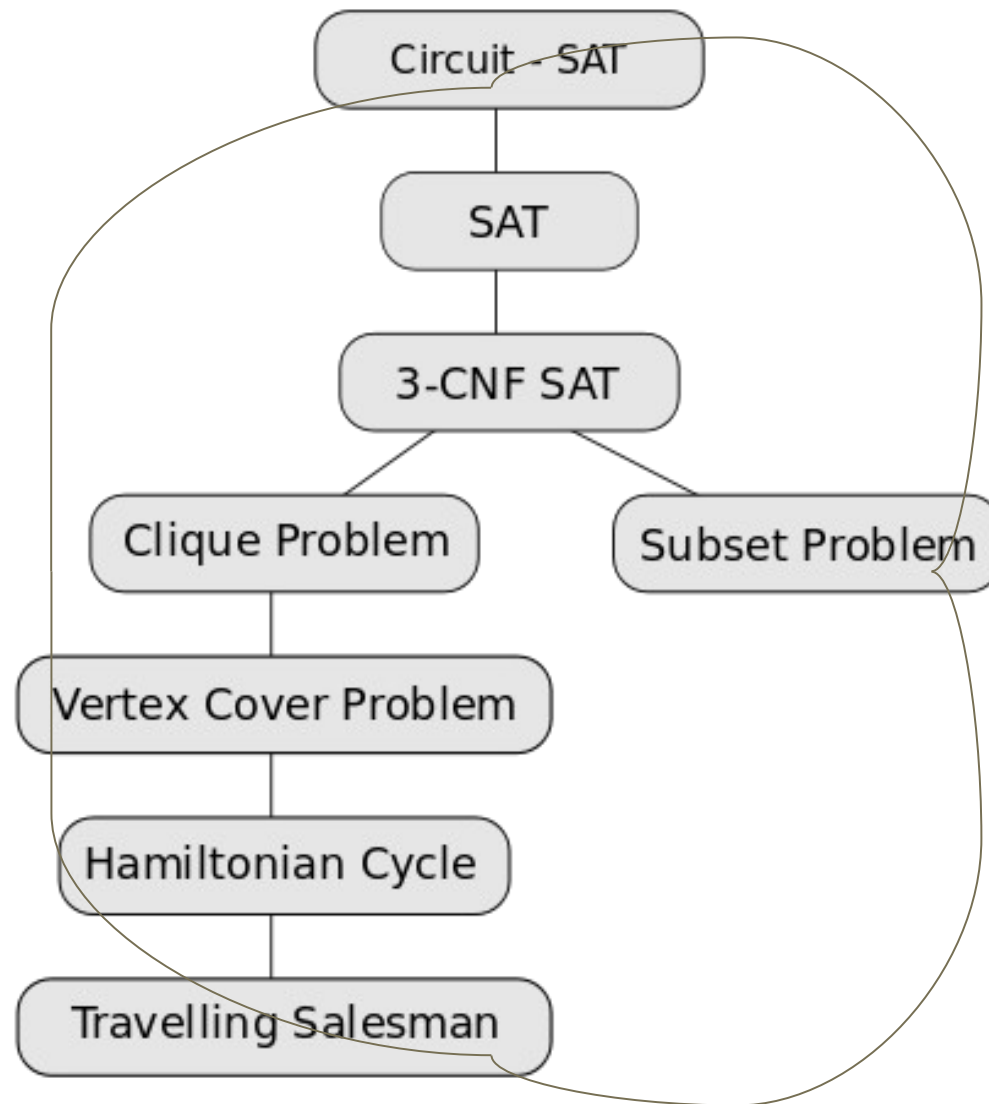 Circuit - SAT
SAT
3-CNF SAT
Clique Problem
Subset Problem
Vertex Cover Problem
Hamiltonian Cycle
Travelling Salesman